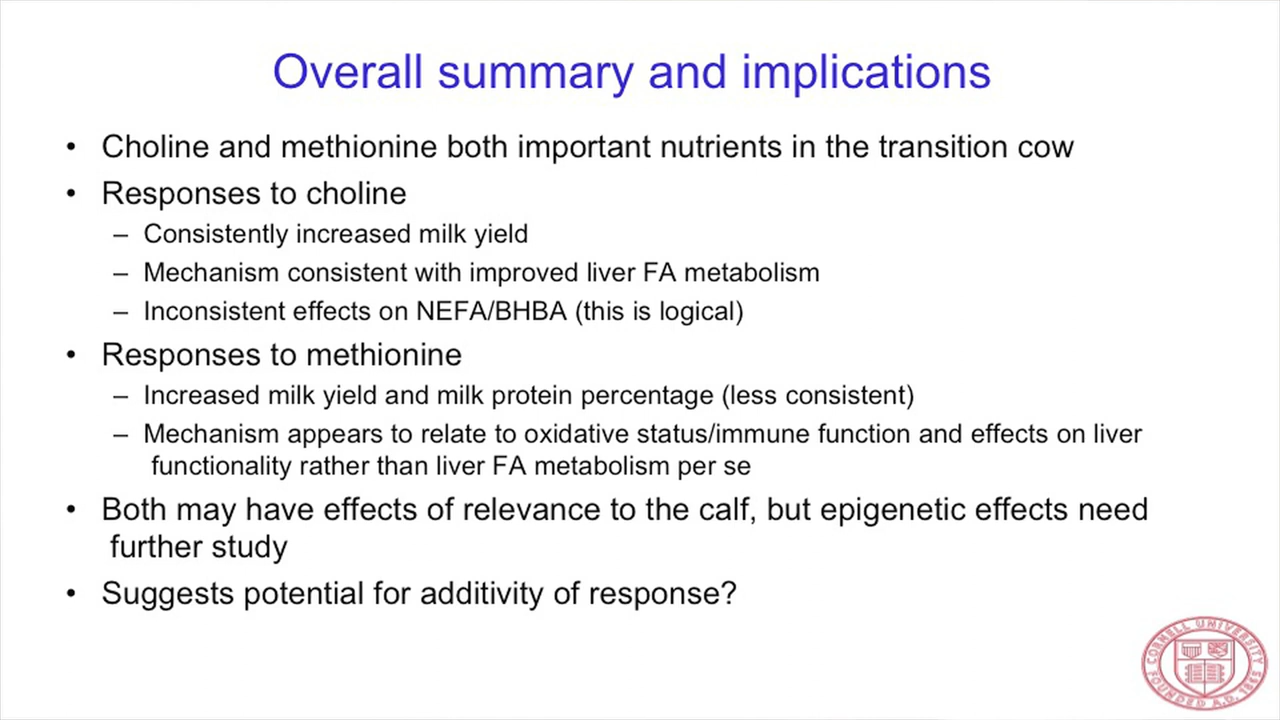 Overall summary and implications
• Choline and methionine both important nutrients in the transition cow
• Responses to choline
– Consistently increased milk yield
– Mechanism consistent with improved liver FA metabolism
– Inconsistent effects on NEFA/BHBA (this is logical)
• Responses to methionine
– Increased milk yield and milk protein percentage (less consistent)
– Mechanism appears to relate to oxidative status/immune function and effects on liver
functionality rather than liver FA metabolism per se
• Both may have effects of relevance to the calf, but epigenetic effects need
further study
• Suggests potential for additivity of response?
CORNELL UNIVERSITY
FOUNDED A.D. 1865